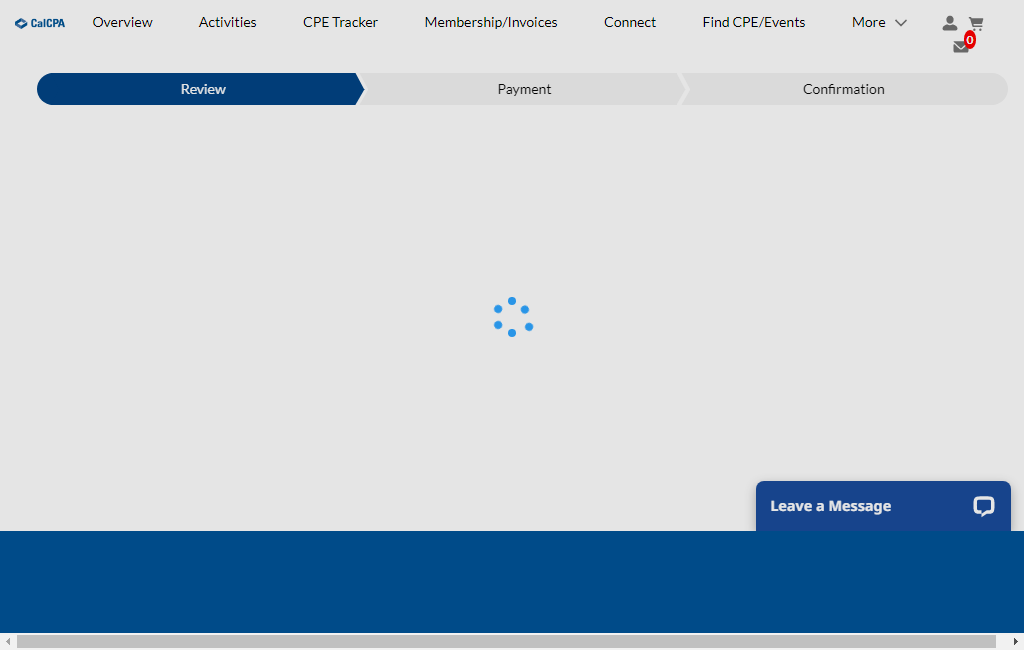 CalCPA Overview Activities CPE Tracker Membership/Invoices Connect Find CPE/Events More
0
Review Payment Confirmation
Leave a Message